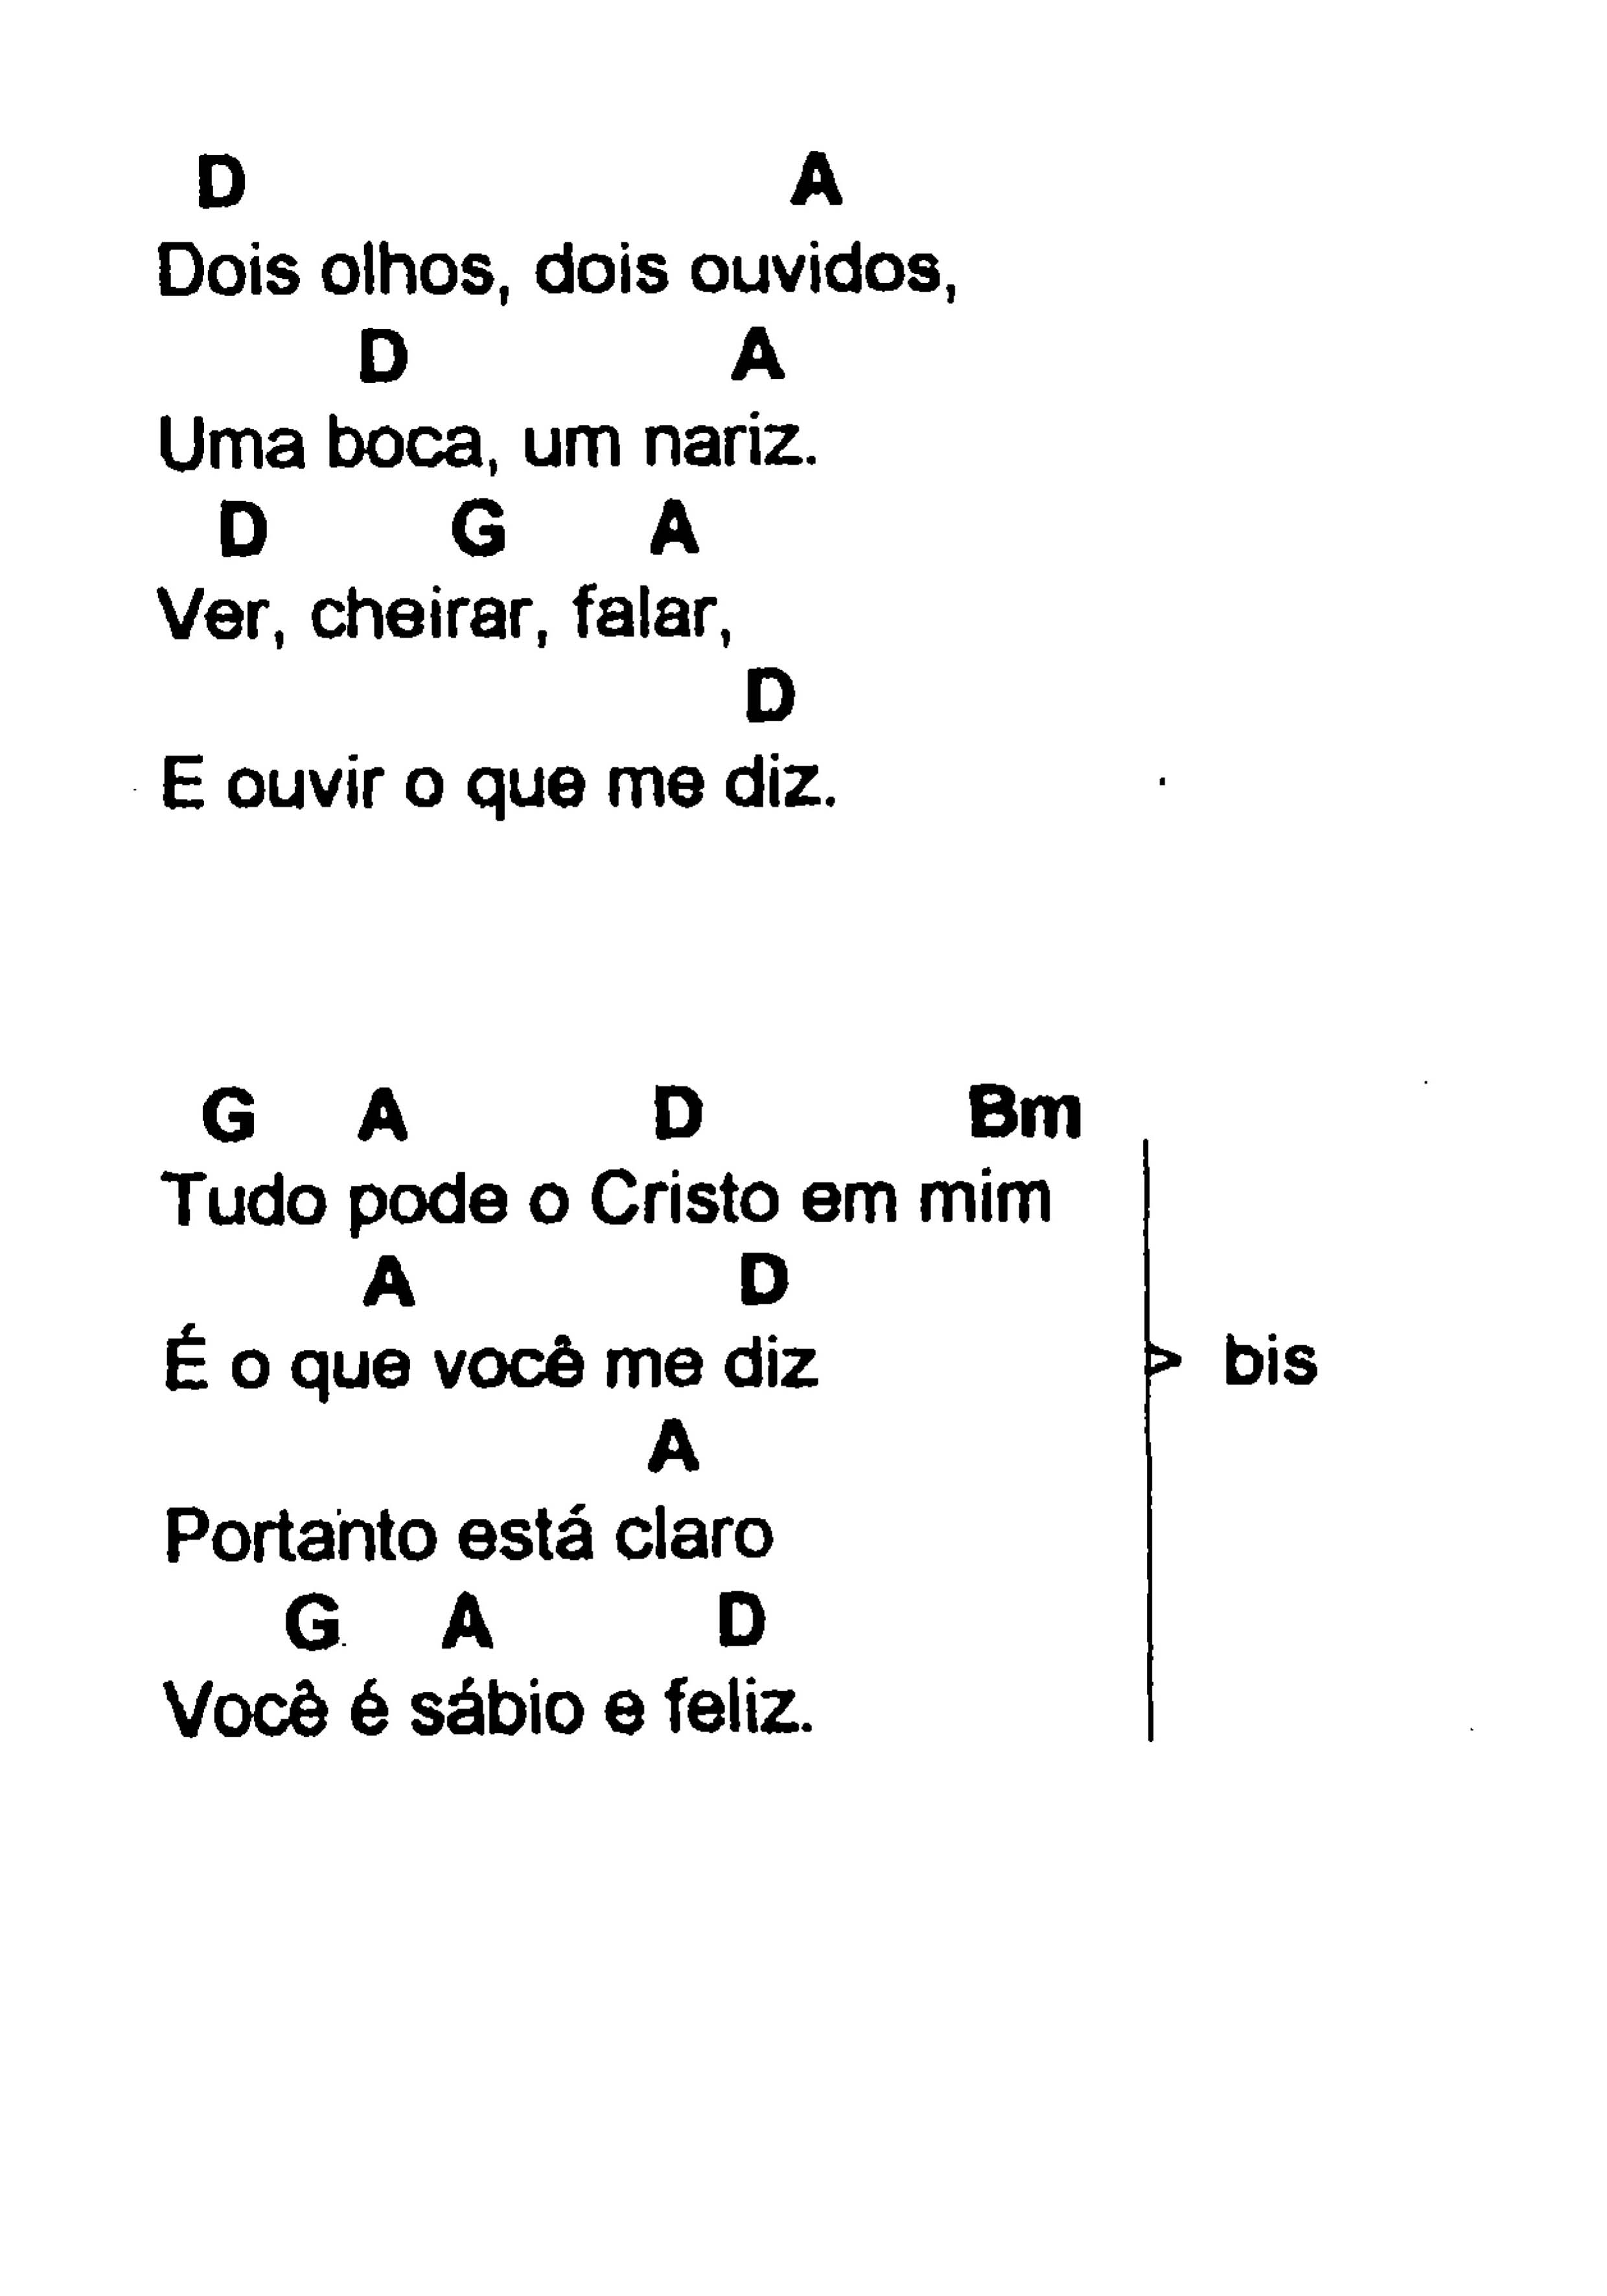 D A
Dois olhos, dois ouvidos,
D A
Uma boca, um nariz.
D G A
Ver, cheirar, falar,
D
E ouvir o que me diz.
G A D Bm
Tudo pode o Cristo em mim
A D
É o que você me diz
bis
A
Portanto está claro
G A D
Você é sábio e feliz.